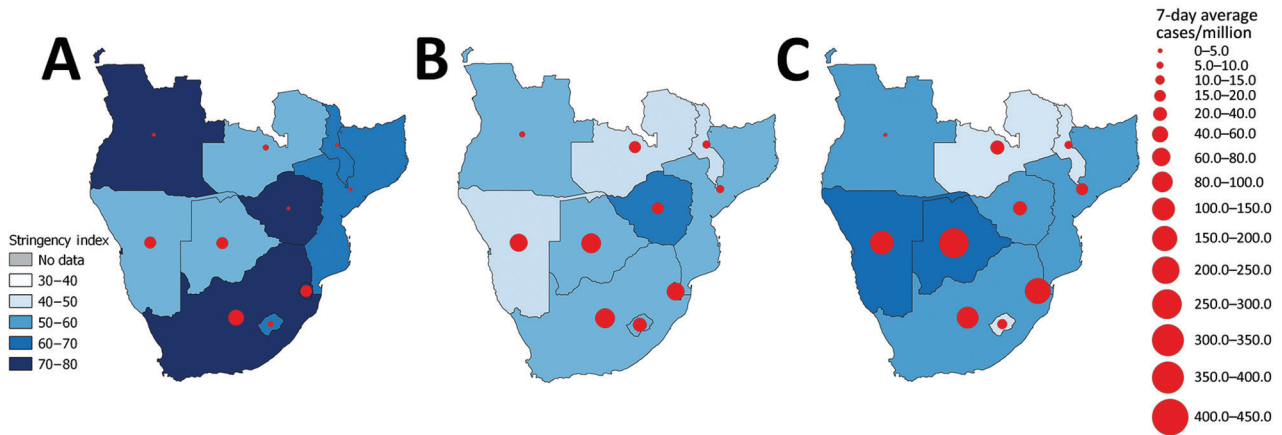 A
B
C
Stringency index
No data
30–40
40–50
50–60
60–70
70–80
7-day average
cases/million
0–5.0
5.0–10.0
10.0–15.0
15.0–20.0
20.0–40.0
40.0–60.0
60.0–80.0
80.0–100.0
100.0–150.0
150.0–200.0
200.0–250.0
250.0–300.0
300.0–350.0
350.0–400.0
400.0–450.0